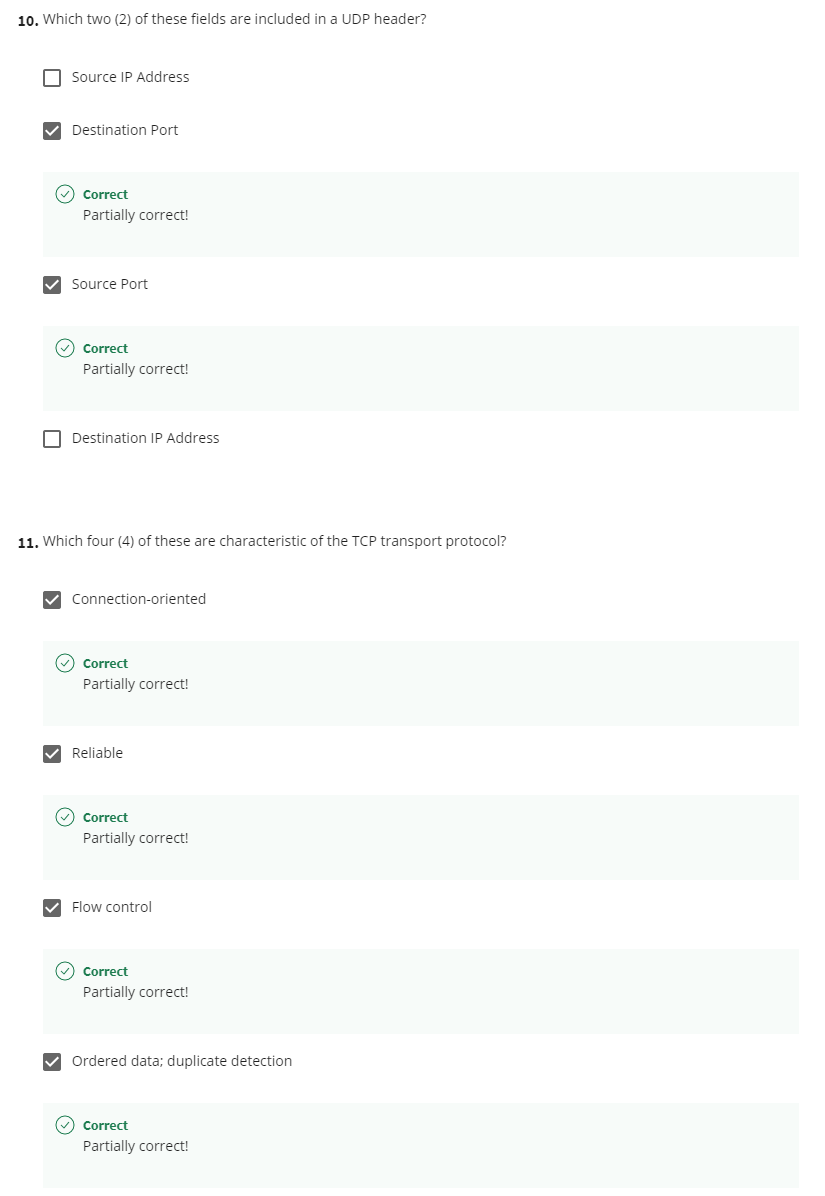 10. Which two (2) of these fields are included in a UDP header?
Source IP Address
Destination Port
Correct
Partially correct!
Source Port
Correct
Partially correct!
Destination IP Address
11. Which four (4) of these are characteristic of the TCP transport protocol?
Connection-oriented
Correct
Partially correct!
Reliable
Correct
Partially correct!
Flow control
Correct
Partially correct!
Ordered data; duplicate detection
Correct
Partially correct!